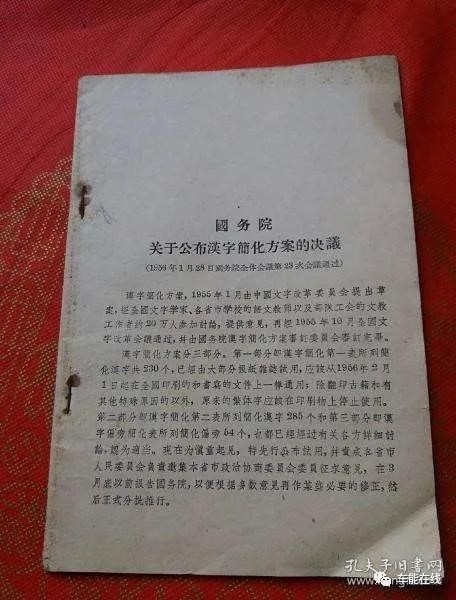 國务院
关于公布漢字簡化方案的决議
(1956年1月28日國务院全体会議第23次会議通过)
漢字簡化方案，1955年1月由中國文字改革委員会提出草
案，經全國文字学家、各省市学校的語文教师以及部队工会的文教
工作者約20万人参加討論，提供意見，再經1955年10月全國文
字改革会議通过，并由國务院漢字簡化方案審訂委員会審訂完畢。
漢字簡化方案分三部分。第一部分即漢字簡化第一表所列簡
化漢字共230个，已經由大部分报紙雜誌試用，应該从1956年2月
1日起在全國印刷的和書写的文件上一律通用；除翻印古籍和有
其他特殊原因的以外，原來的繁体字应該在印刷物上停止使用。
第二部分即漢字簡化第二表所列簡化漢字285个和第三部分即漢
字偏旁簡化表所列簡化偏旁54个，也都已經經过有关各方詳細討
論，認为適当。現在为愼重起見，特先行公布試用，幷責成各省市
人民委員会負責邀集本省市政治协商委員会委員征求意見，在3
月底以前报告國务院，以便根据多数意見再作某些必要的修正，然
后正式分批推行。
孔夫子旧書网
车能在线